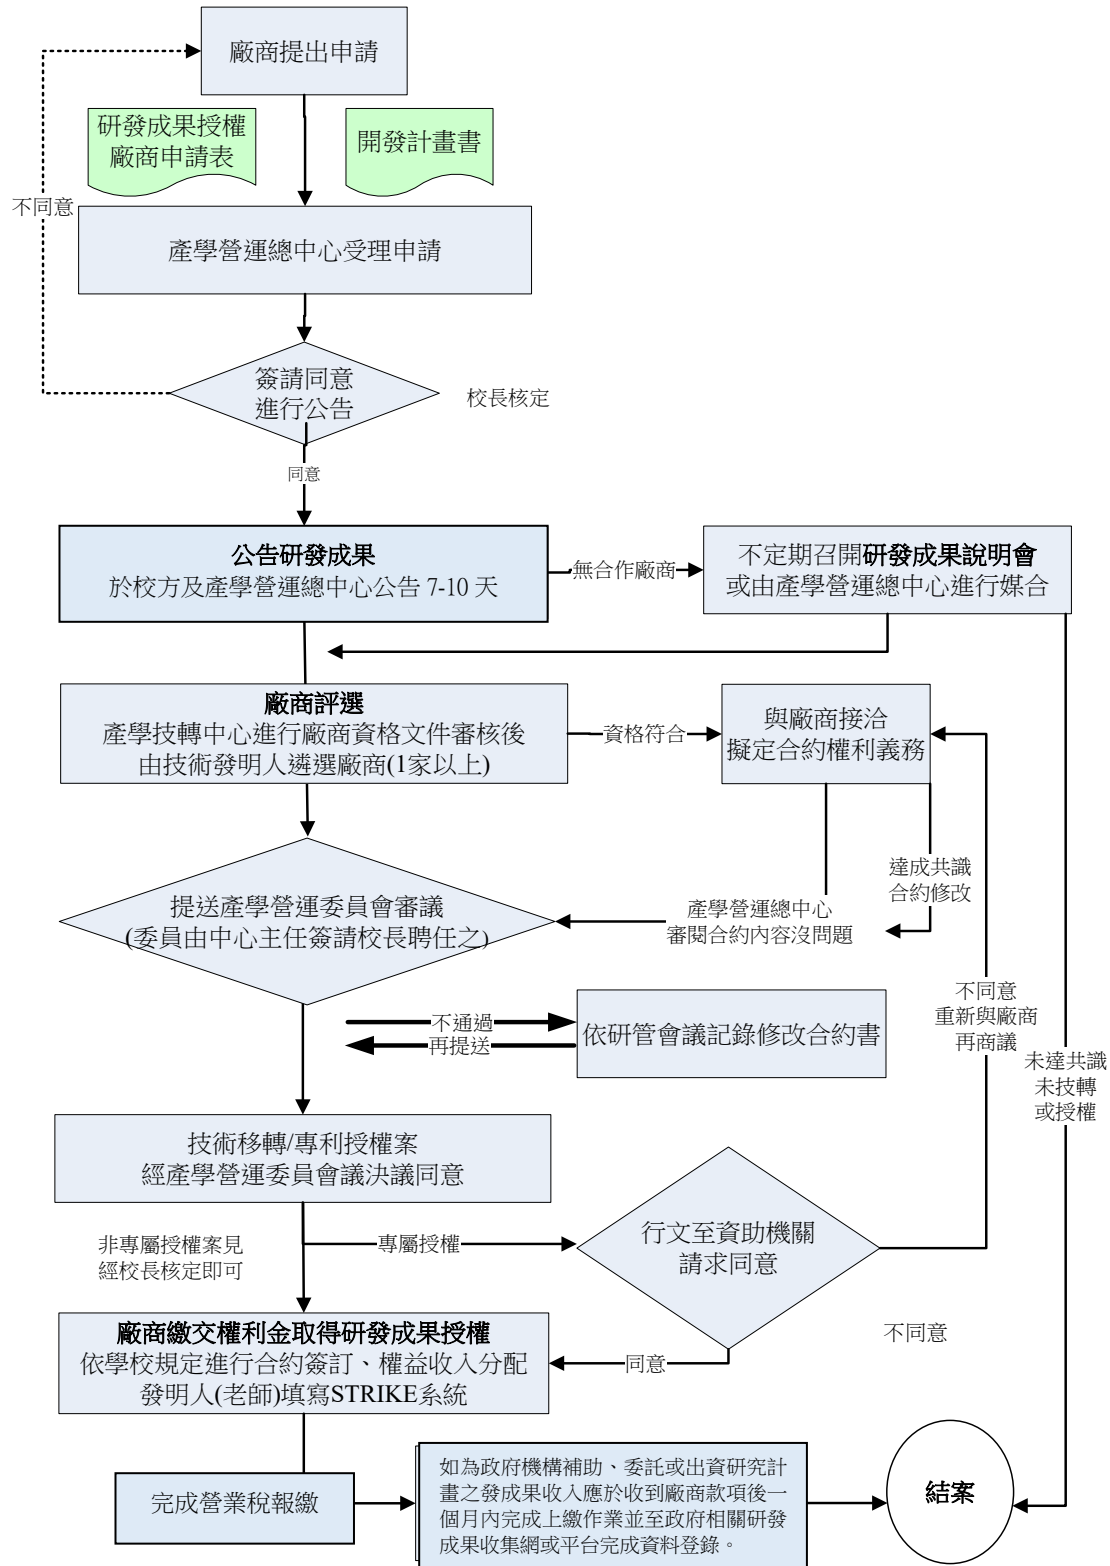 廠商提出申請
研發成果授權
廠商申請表
開發計畫書
不同意
產學營運總中心受理申請
簽請同意
進行公告
校長核定
同意
公告研發成果
於校方及產學營運總中心公告 7-10 天
無合作廠商
不定期召開研發成果說明會
或由產學營運總中心進行媒合
廠商評選
產學技轉中心進行廠商資格文件審核後
由技術發明人遴選廠商(1家以上)
資格符合
與廠商接洽
擬定合約權利義務
達成共識
合約修改
產學營運總中心
審閱合約內容沒問題
提送產學營運委員會審議
(委員由中心主任簽請校長聘任之)
不通過
再提送
依研管會議記錄修改合約書
不同意
重新與廠商
再商議
未達共識
未技轉
或授權
技術移轉/專利授權案
經產學營運委員會議決議同意
非專屬授權案見
經校長核定即可
專屬授權
行文至資助機關
請求同意
不同意
同意
廠商繳交權利金取得研發成果授權
依學校規定進行合約簽訂、權益收入分配
發明人(老師)填寫STRIKE系統
完成營業稅報繳
如為政府機構補助、委託或出資研究計
畫之發成果收入應於收到廠商款項後一
個月內完成上繳作業並至政府相關研發
成果收集網或平台完成資料登錄。
結案